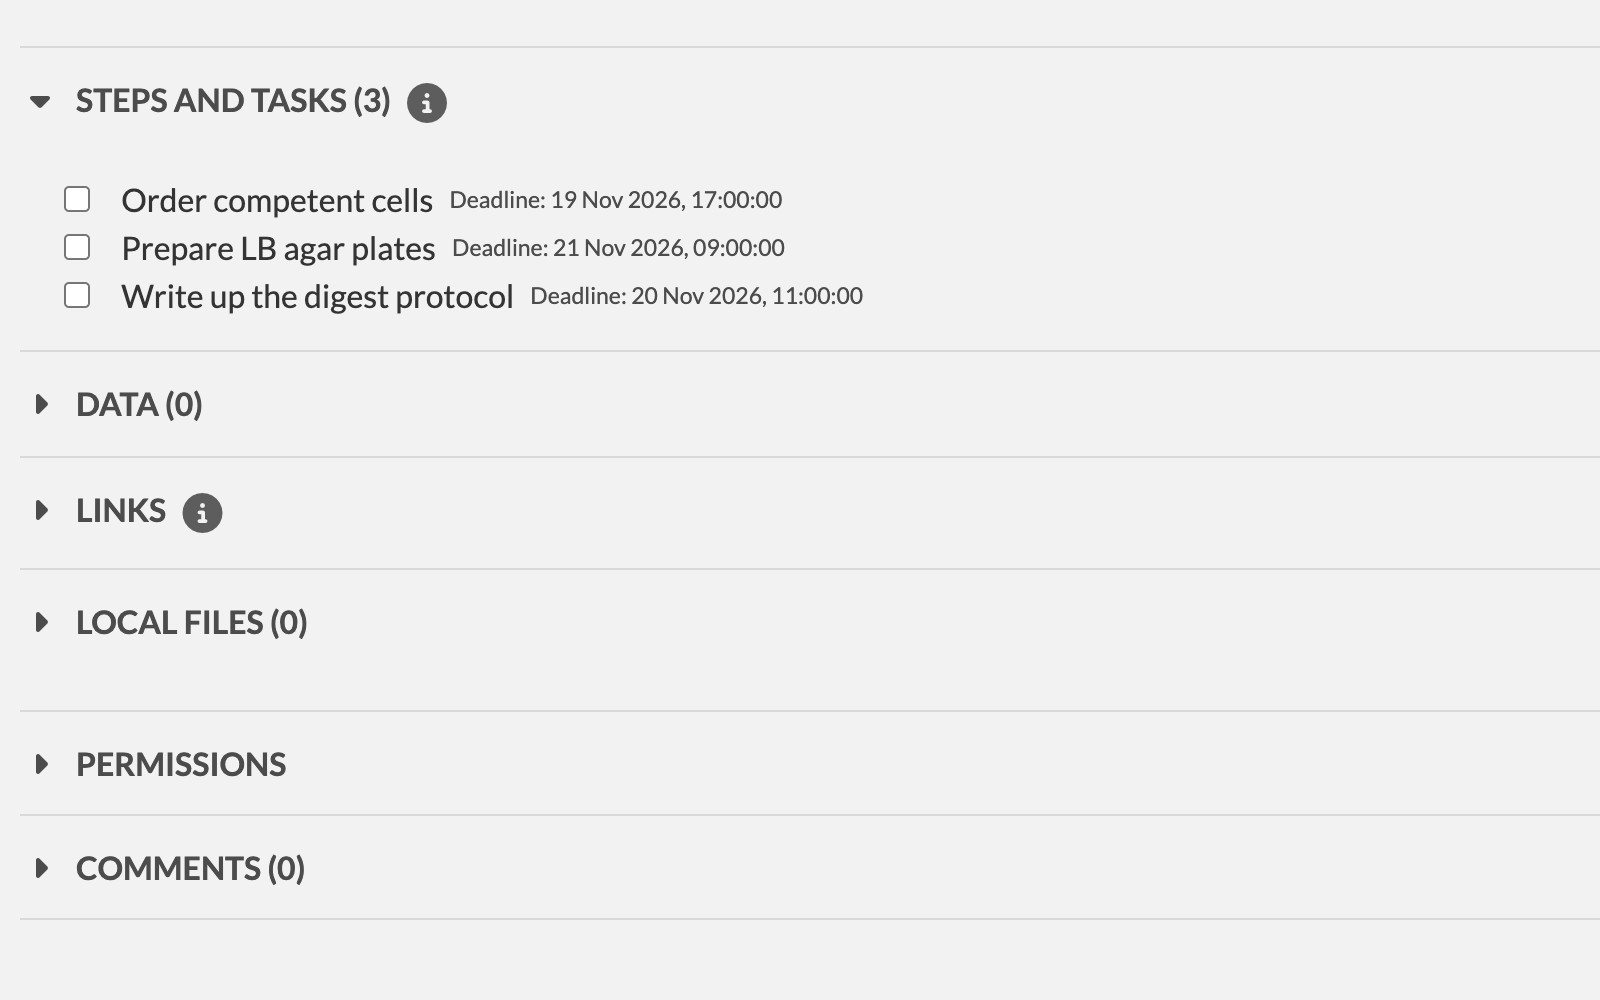 STEPS AND TASKS (3)
Order competent cells Deadline: 19 Nov 2026, 17:00:00
Prepare LB agar plates Deadline: 21 Nov 2026, 09:00:00
Write up the digest protocol Deadline: 20 Nov 2026, 11:00:00
DATA (0)
LINKS
LOCAL FILES (0)
PERMISSIONS
COMMENTS (0)